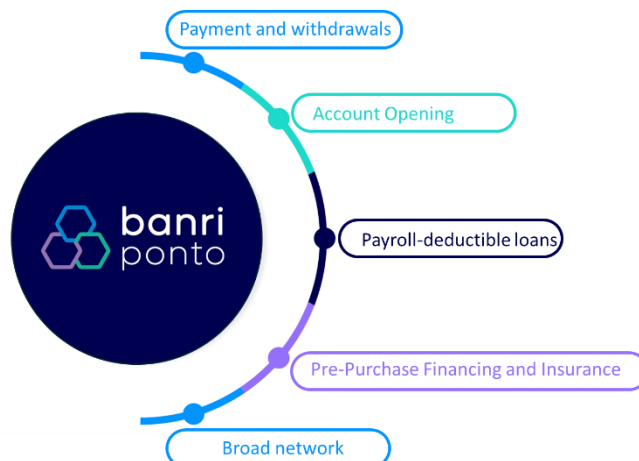 Payment and withdrawals
Account Opening
banri
ponto
Payroll-deductible loans
Pre-Purchase Financing and Insurance
Broad network